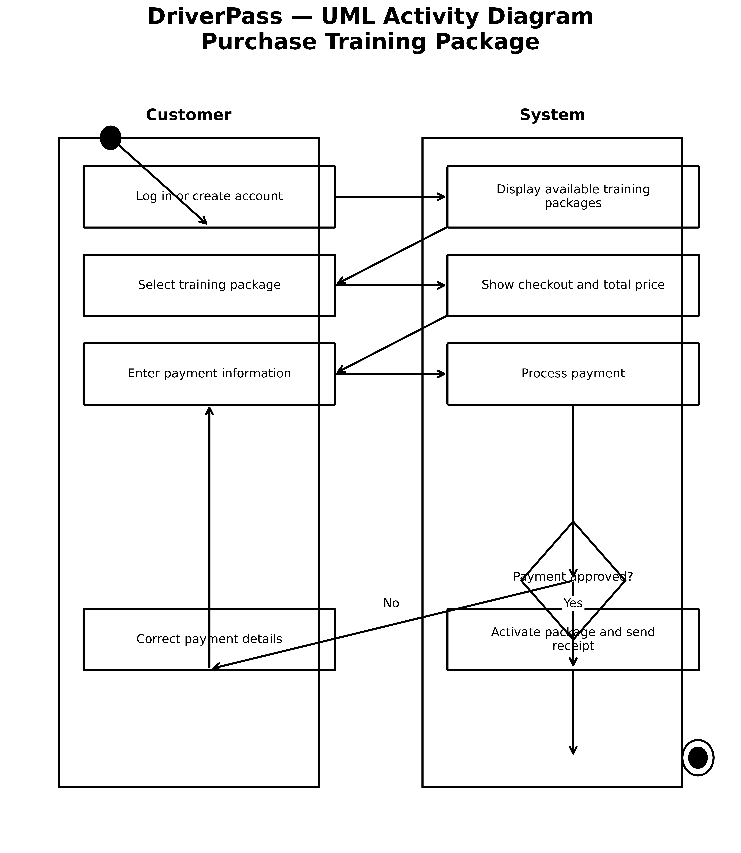 DriverPass — UML Activity Diagram
Purchase Training Package
Customer
System
Log in or create account
Display available training
packages
Select training package
Show checkout and total price
Enter payment information
Process payment
Payment approved?
No
Yes
Correct payment details
Activate package and send
receipt